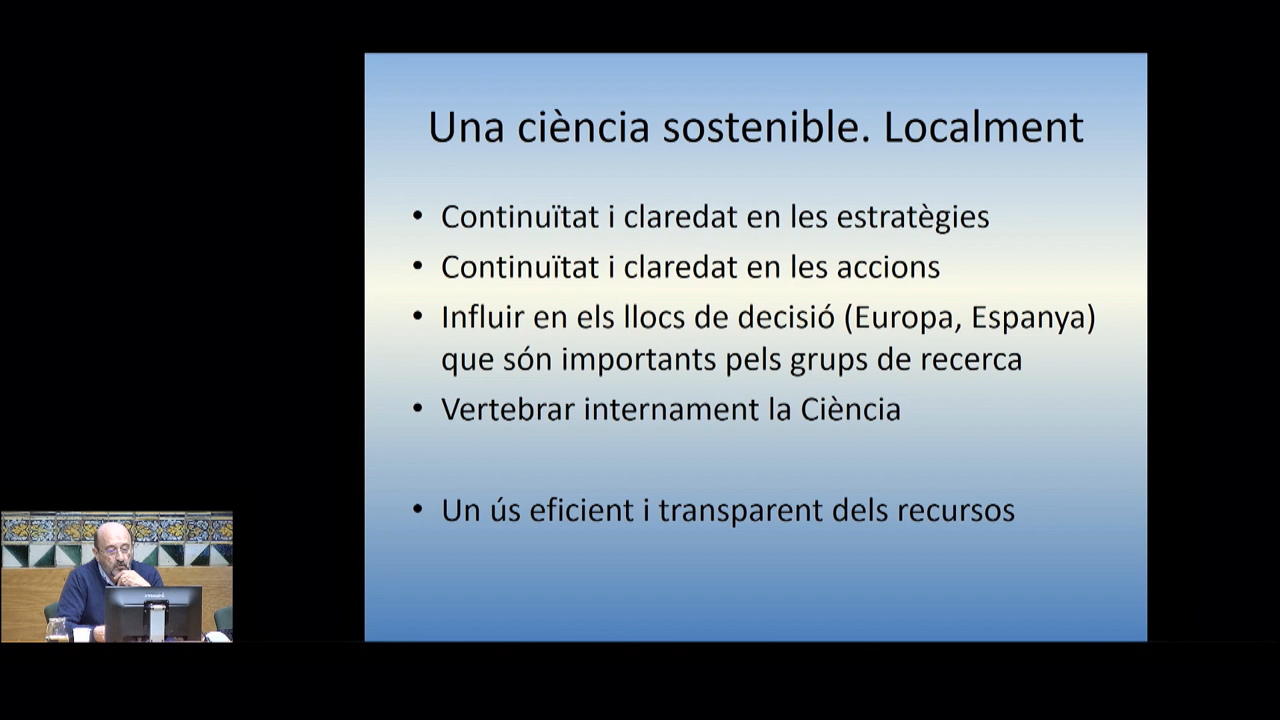 Una ciència sostenible. Localment
• Continuïtat i claredat en les estratègies
• Continuïtat i claredat en les accions
• Influir en els llocs de decisió (Europa, Espanya)
que són importants pels grups de recerca
• Vertebrar internament la Ciència
• Un ús eficient i transparent dels recursos